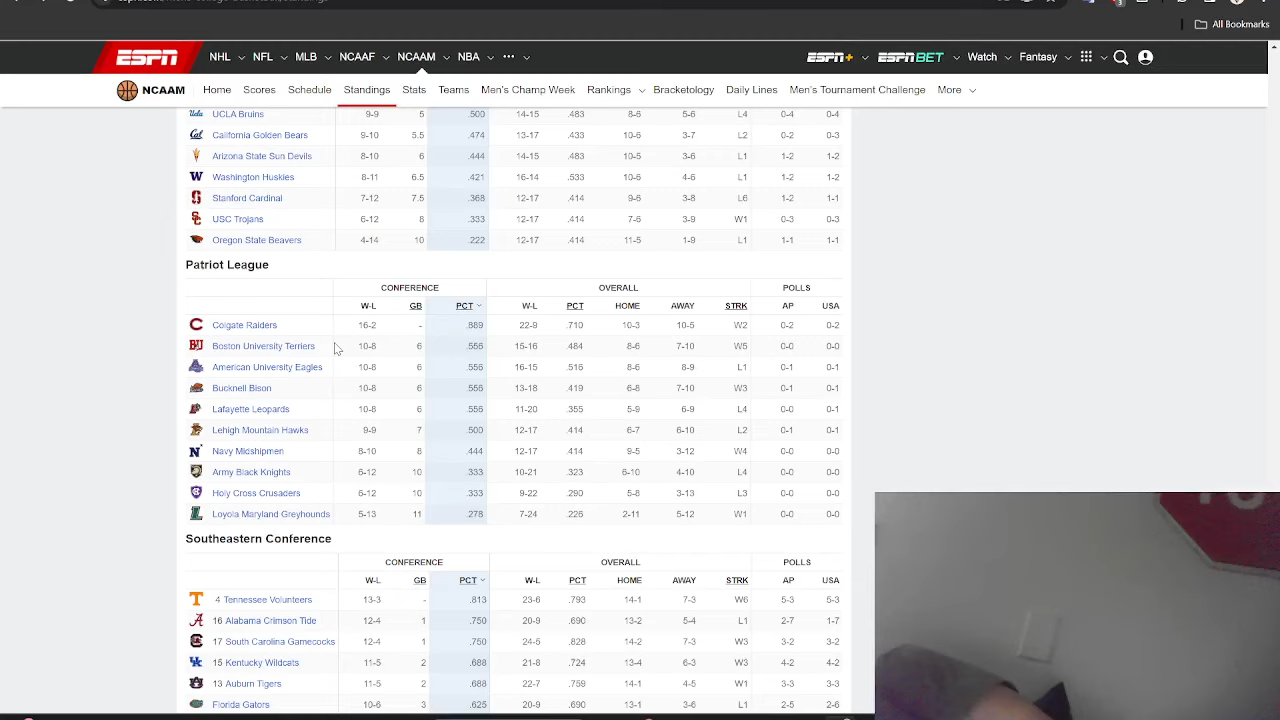 All Bookmarks
ESPN NHL NFL MLB NCAAF NCAAM NBA ••• ESPN+ ESPN BET Watch Fantasy
NCAAM Home Scores Schedule Standings Stats Teams Men's Champ Week Rankings Bracketology Daily Lines Men's Tournament Challenge More
UCLA Bruins 9-9 5 .500 14-15 .483 8-6 5-6 L4 0-4 0-4
California Golden Bears 9-10 5.5 .474 13-17 .433 10-6 3-7 L2 0-2 0-3
Arizona State Sun Devils 8-10 6 .444 14-15 .483 10-5 3-6 L1 1-2 1-2
Washington Huskies 8-11 6.5 .421 16-14 .533 10-6 4-6 L1 1-2 1-2
Stanford Cardinal 7-12 7.5 .368 12-17 .414 9-6 3-8 L6 1-2 1-1
USC Trojans 6-12 8 .333 12-17 .414 7-6 3-9 W1 0-3 0-3
Oregon State Beavers 4-14 10 .222 12-17 .414 11-5 1-9 L1 1-1 1-1
Patriot League
CONFERENCE OVERALL POLLS
W-L GB PCT W-L PCT HOME AWAY STRK AP USA
Colgate Raiders 16-2 - .889 22-9 .710 10-3 10-5 W2 0-2 0-2
Boston University Terriers 10-8 6 .556 15-16 .484 8-6 7-10 W5 0-0 0-0
American University Eagles 10-8 6 .556 16-15 .516 8-6 8-9 L1 0-1 0-1
Bucknell Bison 10-8 6 .556 13-18 .419 6-8 7-10 W3 0-1 0-1
Lafayette Leopards 10-8 6 .556 11-20 .355 5-9 6-9 L4 0-0 0-1
Lehigh Mountain Hawks 9-9 7 .500 12-17 .414 6-7 6-10 L2 0-1 0-1
Navy Midshipmen 8-10 8 .444 12-17 .414 9-5 3-12 W4 0-0 0-0
Army Black Knights 6-12 10 .333 10-21 .323 6-10 4-10 L4 0-0 0-0
Holy Cross Crusaders 6-12 10 .333 9-22 .290 5-8 3-13 L3 0-0 0-0
Loyola Maryland Greyhounds 5-13 11 .278 7-24 .226 2-11 5-12 W1 0-0 0-0
Southeastern Conference
CONFERENCE OVERALL POLLS
W-L GB PCT W-L PCT HOME AWAY STRK AP USA
4 Tennessee Volunteers 13-3 - .813 23-6 .793 14-1 7-3 W6 5-3 5-3
16 Alabama Crimson Tide 12-4 1 .750 20-9 .690 13-2 5-4 L1 2-7 1-7
17 South Carolina Gamecocks 12-4 1 .750 24-5 .828 14-2 7-3 W3 3-2 3-2
15 Kentucky Wildcats 11-5 2 .688 21-8 .724 13-4 6-3 W3 4-2 4-2
13 Auburn Tigers 11-5 2 .688 22-7 .759 14-1 4-5 W1 3-3 3-3
Florida Gators 10-6 3 .625 20-9 .690 13-1 3-6 L1 2-5 2-6